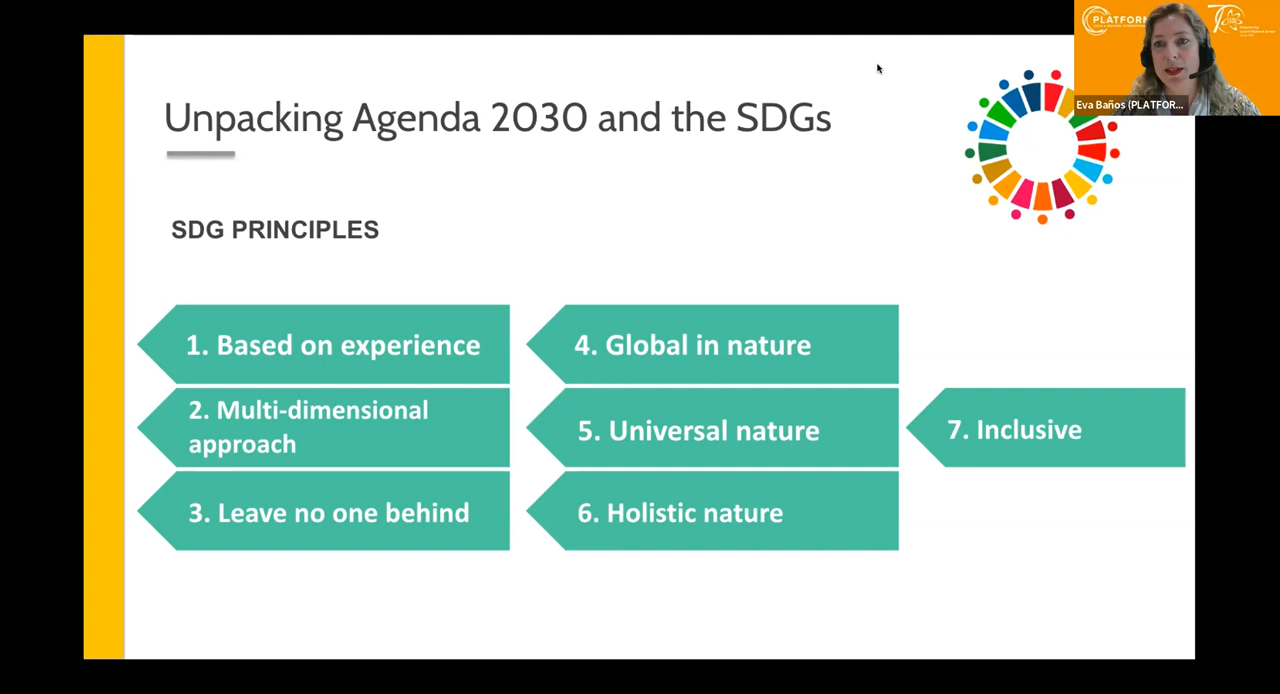 PLATFOR
Eva Baños (PLATFOR...
Unpacking Agenda 2030 and the SDGs
SDG PRINCIPLES
1. Based on experience
2. Multi-dimensional
approach
3. Leave no one behind
4. Global in nature
5. Universal nature
6. Holistic nature
7. Inclusive